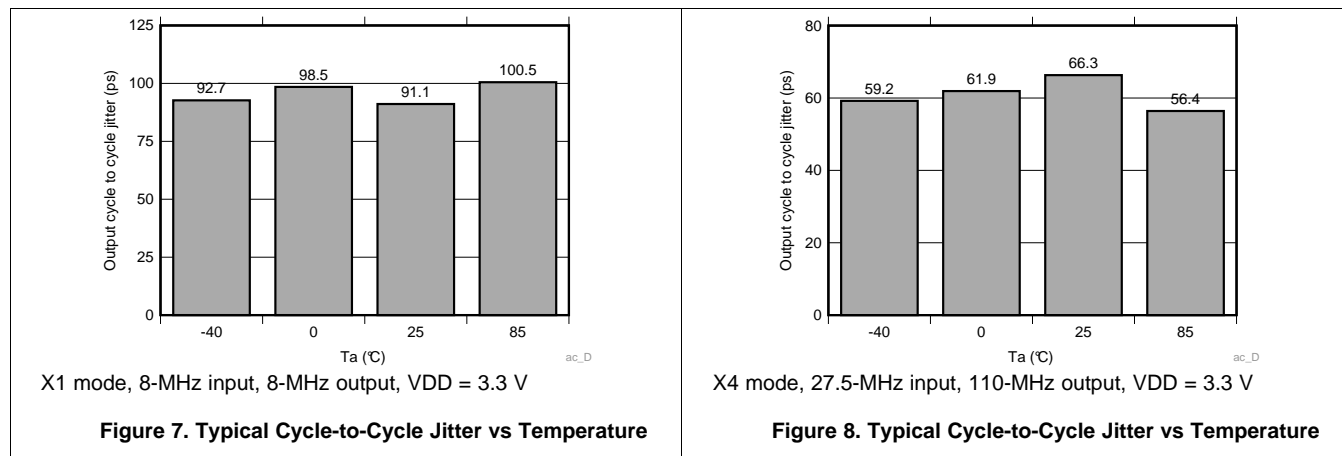 125
100
75
50
25
0
Output cycle to cycle jitter (ps)
92.7
98.5
91.1
100.5
-40
0
25
85
Ta (°C)
ac_D
X1 mode, 8-MHz input, 8-MHz output, VDD = 3.3 V
Figure 7. Typical Cycle-to-Cycle Jitter vs Temperature
80
60
40
20
0
Output cycle to cycle jitter (ps)
59.2
61.9
66.3
56.4
-40
0
25
85
Ta (°C)
ac_D
X4 mode, 27.5-MHz input, 110-MHz output, VDD = 3.3 V
Figure 8. Typical Cycle-to-Cycle Jitter vs Temperature